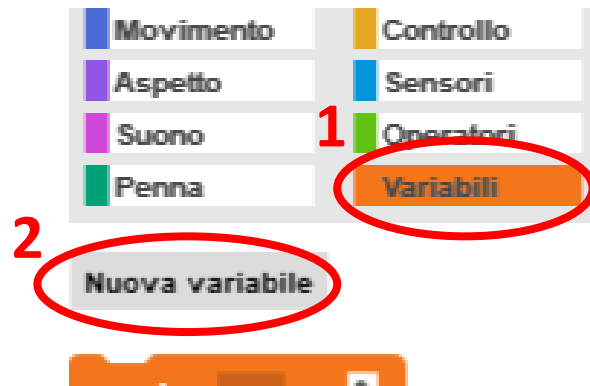 Movimento Controllo
Aspetto Sensori
Suono 1 Operatori
Penna Variabili
2
Nuova variabile